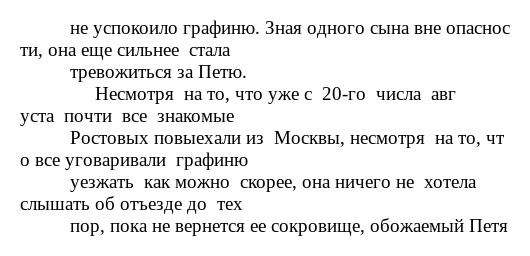 не успокоило графиню. Зная одного сына вне опаснос
ти, она еще сильнее стала
тревожиться за Петю.
Несмотря на то, что уже с 20-го числа авг
уста почти все знакомые
Ростовых повыехали из Москвы, несмотря на то, чт
о все уговаривали графиню
уезжать как можно скорее, она ничего не хотела
слышать об отъезде до тех
пор, пока не вернется ее сокровище, обожаемый Петя